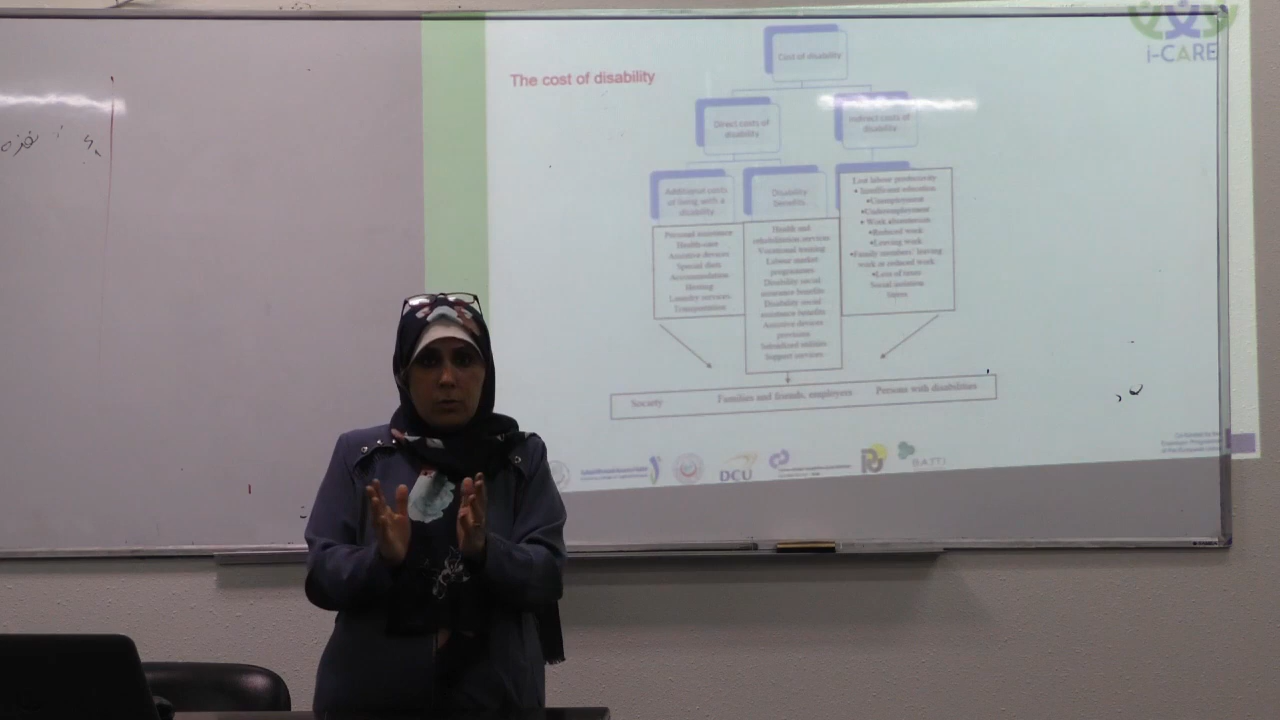 i-CARE
The cost of disability
Cost of disability
Direct costs of
disability
Indirect costs of
disability
Additional costs
of living with a
disability
Disability
benefits
Personal assistance
Health-care
Assistive devices
Special diets
Accommodation
Heating
Laundry services
Transportation
Health and
rehabilitation services
Vocational training
Labour market
programmes
Disability social
insurance benefits
Disability social
assistance benefits
Assistive devices
provisions
Subsidized utilities
Support services
Lost labour productivity
• Insufficient education
•Unemployment
•Underemployment
• Work absenteeism
•Reduced work
•Leaving work
•Family members' leaving
work or reduced work
•Loss of taxes
Social isolation
Stress
Society
Families and friends, employers
Persons with disabilities
DCU